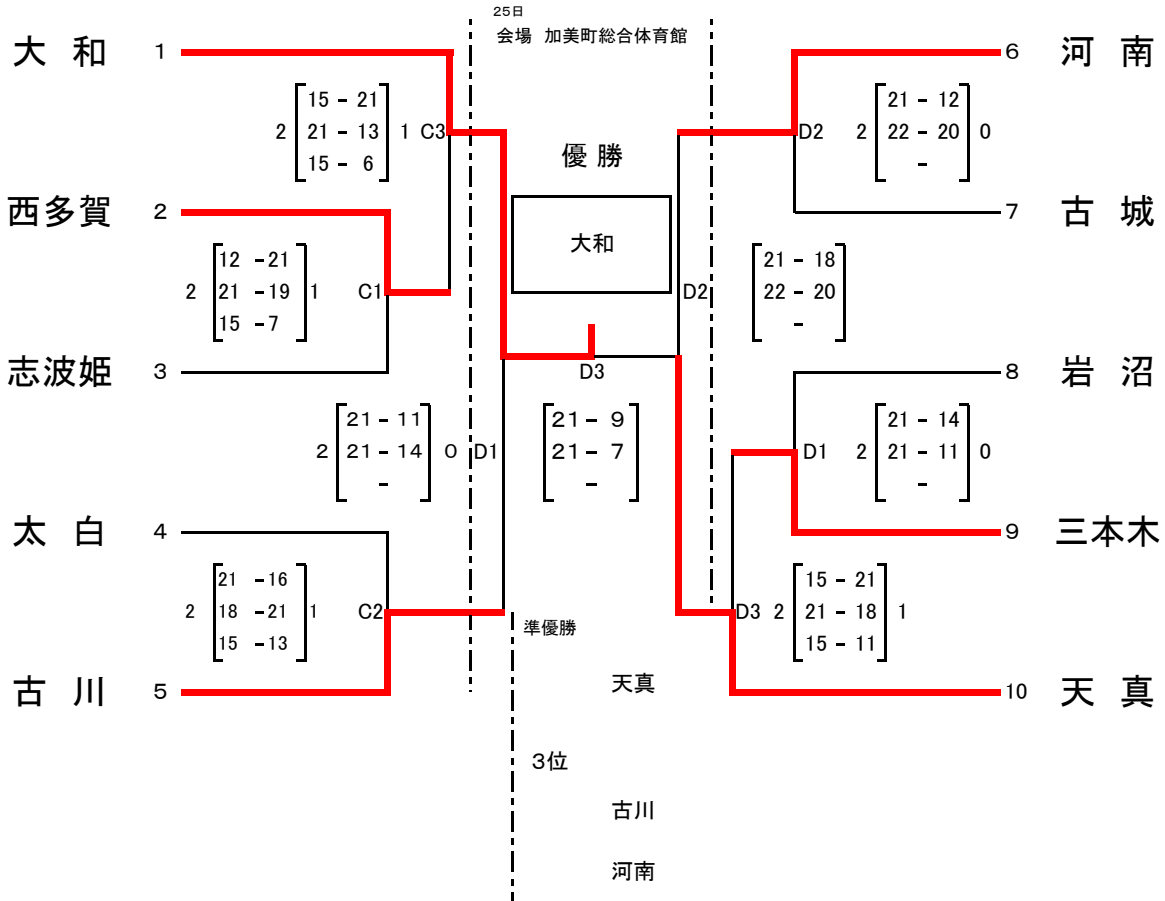 25日
会場 加美町総合体育館
大 和 1
15 - 21
2 21 - 13 1 C3
15 - 6
西多賀 2
12 -21
2 21 -19 1 C1
15 -7
志波姫 3
21 - 11
2 21 - 14 0 D1
-
太 白 4
21 -16
2 18 -21 1 C2
15 -13
古 川 5
優 勝
大和
D3
21 - 9
21 - 7
-
6 河 南
21 - 12
D2 2 22 - 20 0
-
7 古 城
21 - 18
D2 22 - 20
-
8 岩 沼
21 - 14
D1 2 21 - 11 0
-
9 三本木
15 - 21
D3 2 21 - 18 1
15 - 11
10 天 真
準優勝
天真
3位
古川
河南